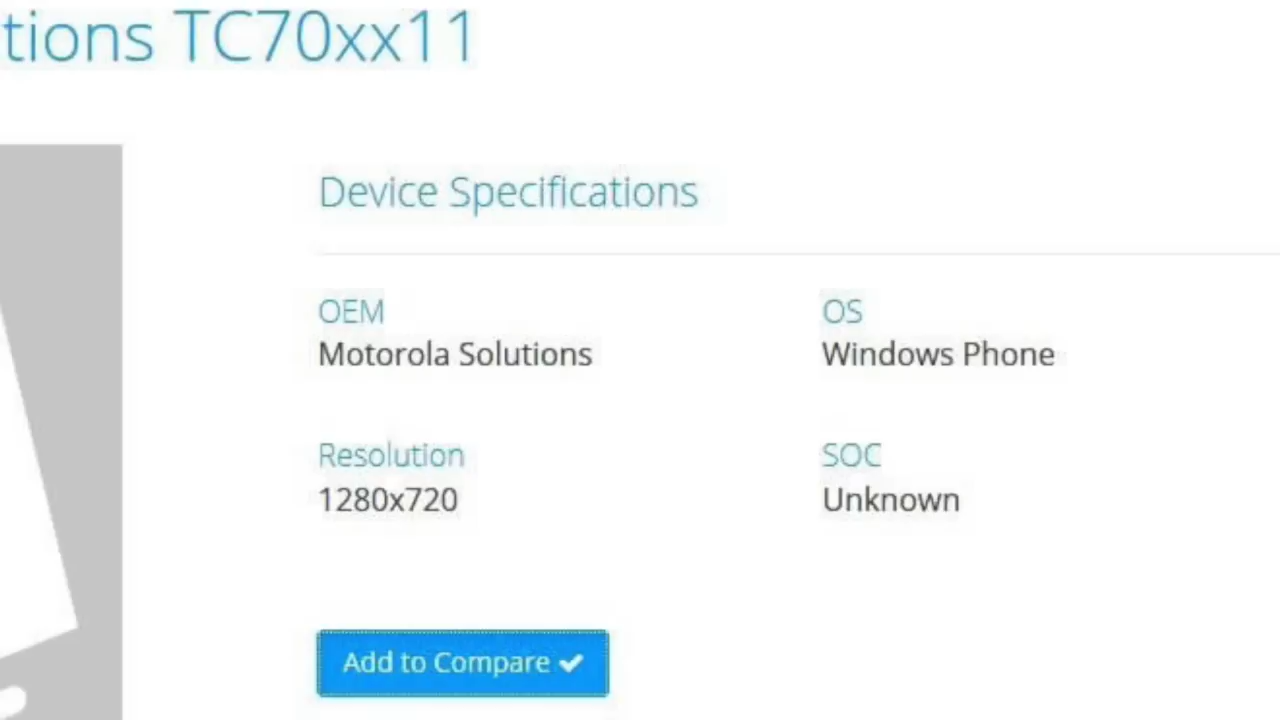 tions TC70xx11
Device Specifications
OEM
OS
Motorola Solutions
Windows Phone
Resolution
SOC
1280x720
Unknown
Add to Compare